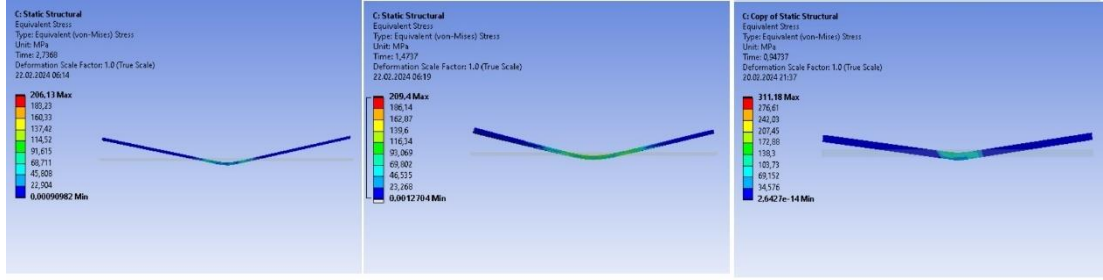 C: Static Structural
Equivalent Stress
Type: Equivalent (von-Mises) Stress
Unit: MPa
Time: 2,7368
Deformation Scale Factor: 1.0 (True Scale)
22.02.2024 06:14
206,13 Max
183,23
160,33
137,42
114,52
91,615
68,711
45,808
22,904
0,00090982 Min
C: Static Structural
Equivalent Stress
Type: Equivalent (von-Mises) Stress
Unit: MPa
Time: 1,4737
Deformation Scale Factor: 1.0 (True Scale)
22.02.2024 06:19
209,4 Max
186,14
162,87
139,6
116,34
93,069
69,802
46,535
23,268
0,0012704 Min
C: Copy of Static Structural
Equivalent Stress
Type: Equivalent (von-Mises) Stress
Unit: MPa
Time: 0,94737
Deformation Scale Factor: 1.0 (True Scale)
20.02.2024 21:37
311,18 Max
276,61
242,03
207,45
172,88
138,3
103,73
69,152
34,576
2,6427e-14 Min